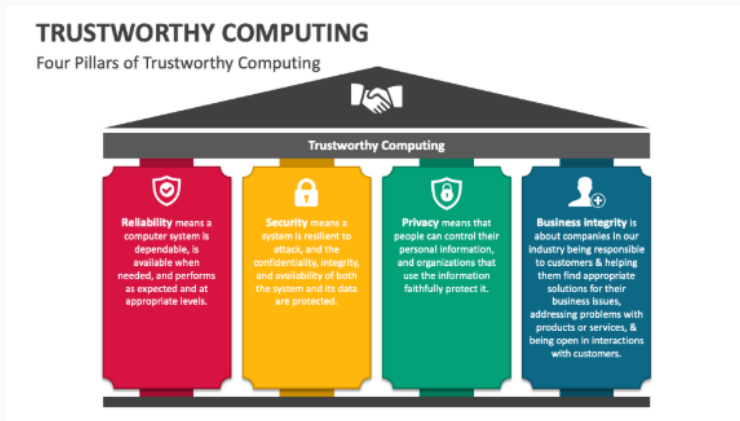 TRUSTWORTHY COMPUTING
Four Pillars of Trustworthy Computing
Trustworthy Computing
Reliability means a
computer system is
dependable, is
available when
needed, and performs
as expected and at
appropriate levels.
Security means a
system is resilient to
attack, and the
confidentiality, integrity,
and availability of both
the system and its data
are protected.
Privacy means that
people can control their
personal information,
and organizations that
use the information
faithfully protect it.
Business integrity is
about companies in our
industry being responsible
to customers & helping
them find appropriate
solutions for their
business issues,
addressing problems with
products or services, &
being open in interactions
with customers.